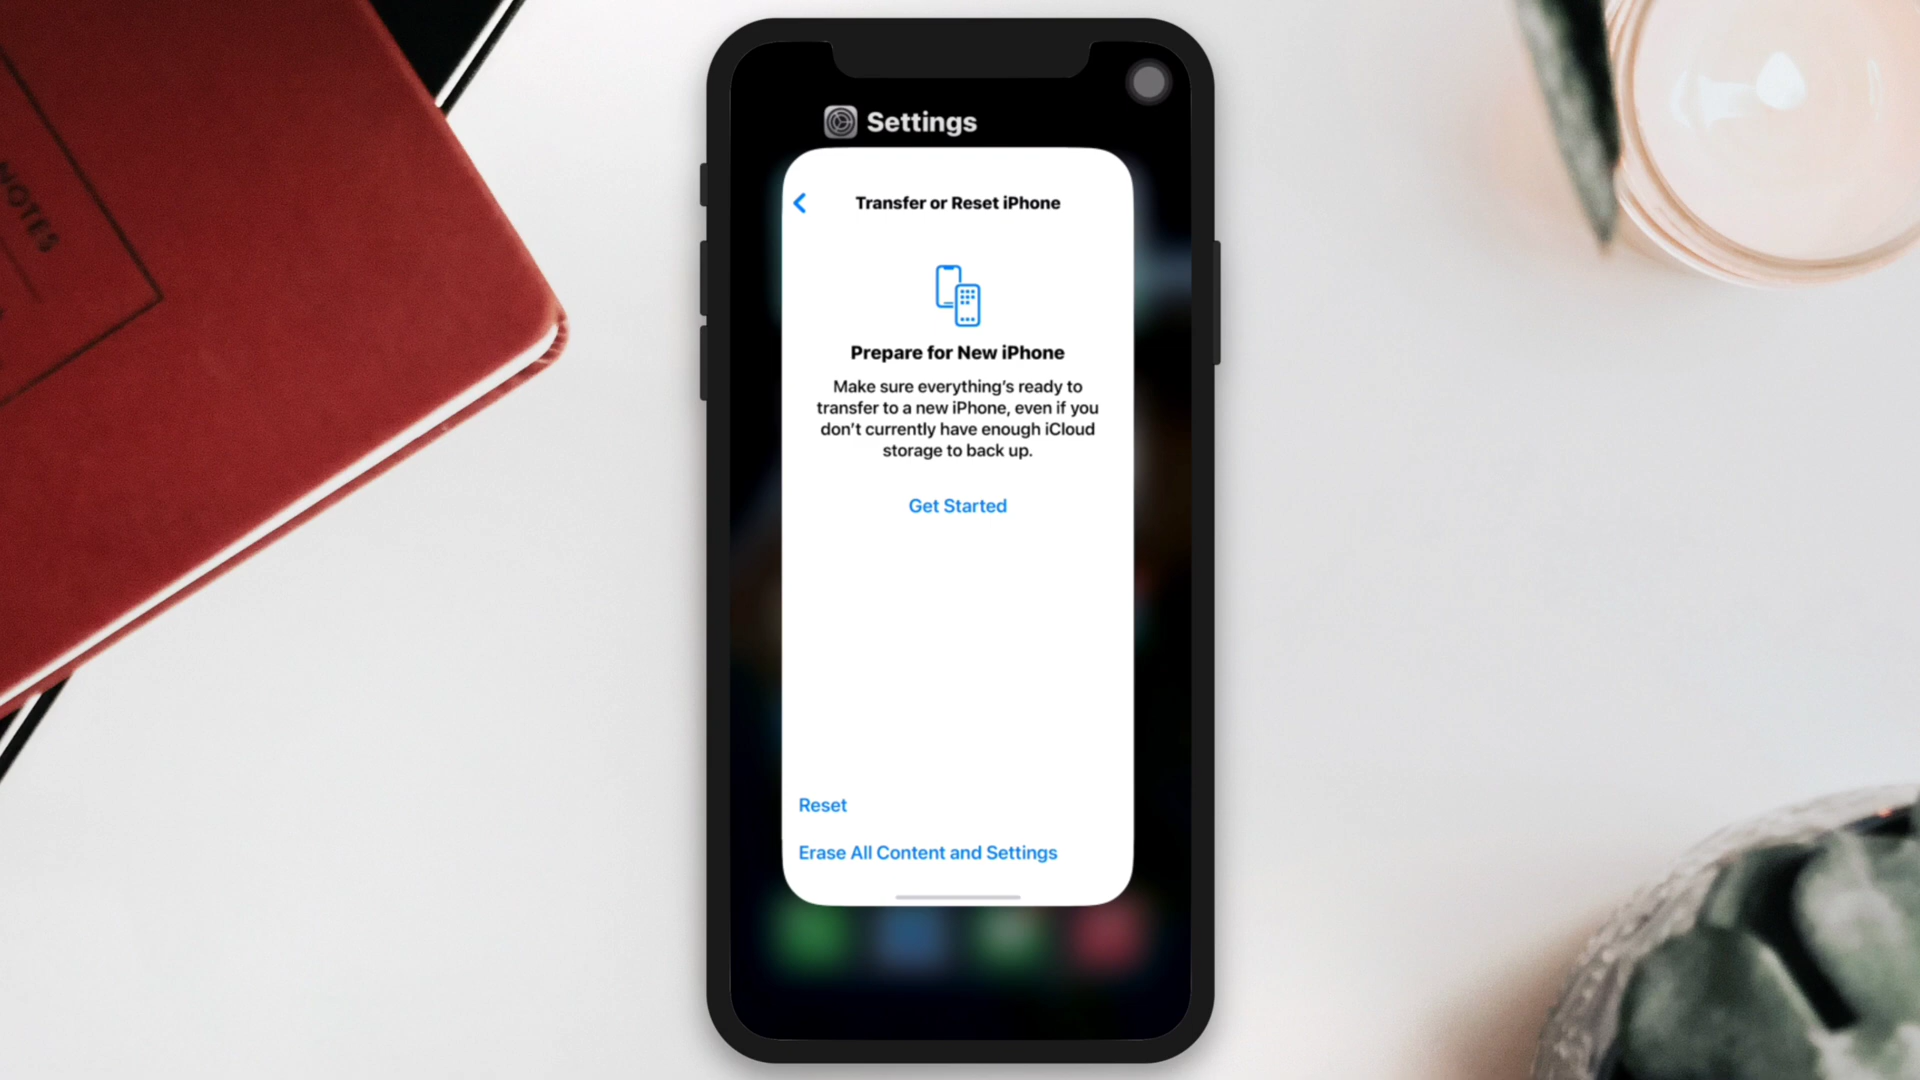 NOTES
Settings
Transfer or Reset iPhone
Prepare for New iPhone
Make sure everything's ready to
transfer to a new iPhone, even if you
don't currently have enough iCloud
storage to back up.
Get Started
Reset
Erase All Content and Settings